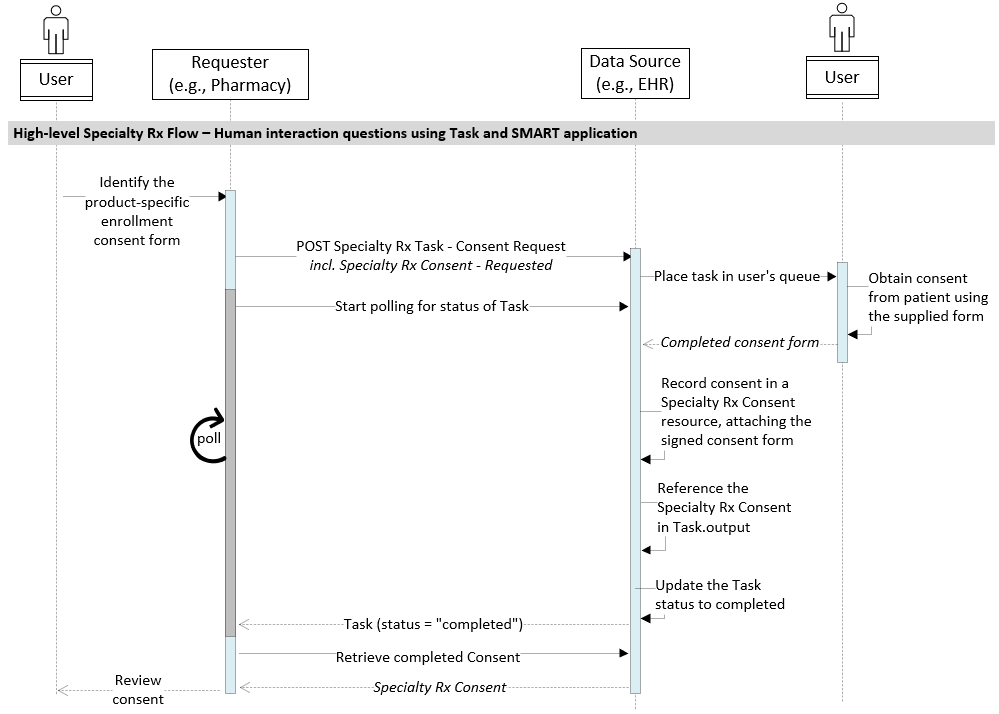 User
Requester
(e.g., Pharmacy)
Data Source
(e.g., EHR)
User
High-level Specialty Rx Flow – Human interaction questions using Task and SMART application
Identify the
product-specific
enrollment
consent form
POST Specialty Rx Task - Consent Request
incl. Specialty Rx Consent - Requested
Place task in user's queue
Obtain consent
from patient using
the supplied form
Start polling for status of Task
Completed consent form
Record consent in a
Specialty Rx Consent
resource, attaching the
signed consent form
poll
Reference the
Specialty Rx Consent
in Task.output
Update the Task
status to completed
Task (status = "completed")
Retrieve completed Consent
Specialty Rx Consent
Review
consent